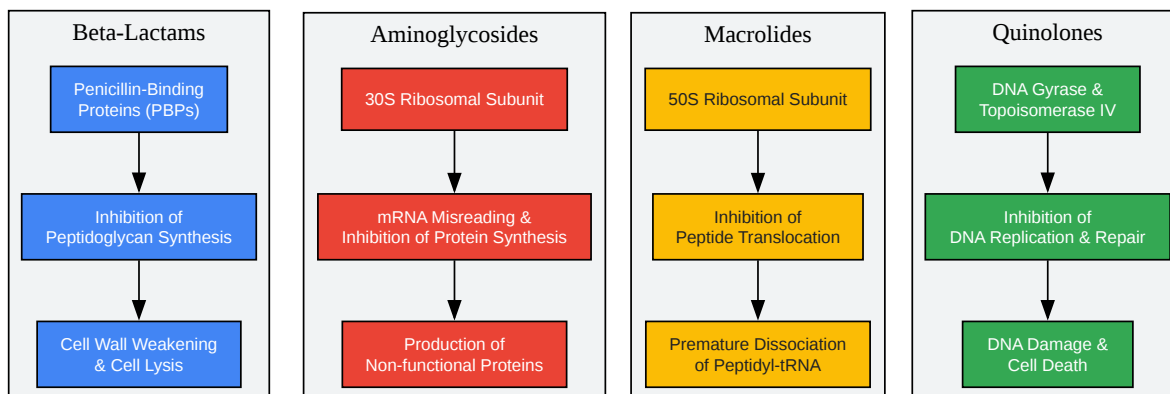 Beta-Lactams
Penicillin-Binding
Proteins (PBPs)
Inhibition of
Peptidoglycan Synthesis
Cell Wall Weakening
& Cell Lysis
Aminoglycosides
30S Ribosomal Subunit
mRNA Misreading &
Inhibition of Protein Synthesis
Production of
Non-functional Proteins
Macrolides
50S Ribosomal Subunit
Inhibition of
Peptide Translocation
Premature Dissociation
of Peptidyl-tRNA
Quinolones
DNA Gyrase &
Topoisomerase IV
Inhibition of
DNA Replication & Repair
DNA Damage &
Cell Death